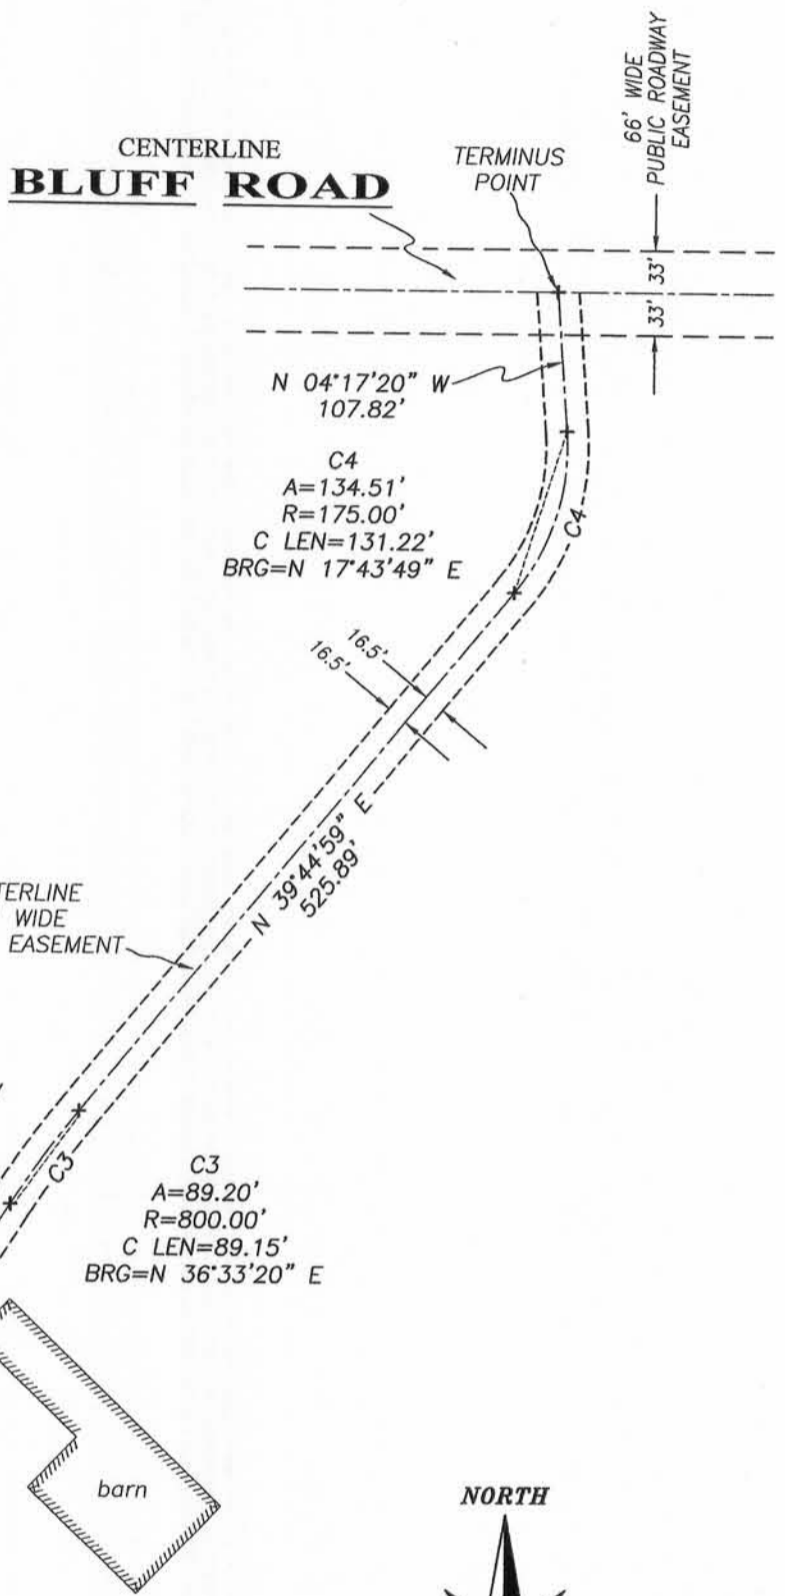 66' WIDE
PUBLIC ROADWAY
EASEMENT
CENTERLINE
BLUFF ROAD
TERMINUS
POINT
33'
33'
N 04°17'20" W
107.82'
C4
A=134.51'
R=175.00'
C LEN=131.22'
BRG=N 17°43'49" E
C4
16.5'
16.5'
N 39°44'59" E
525.89'
TERLINE
WIDE
EASEMENT
C3
C3
A=89.20'
R=800.00'
C LEN=89.15'
BRG=N 36°33'20" E
barn
NORTH